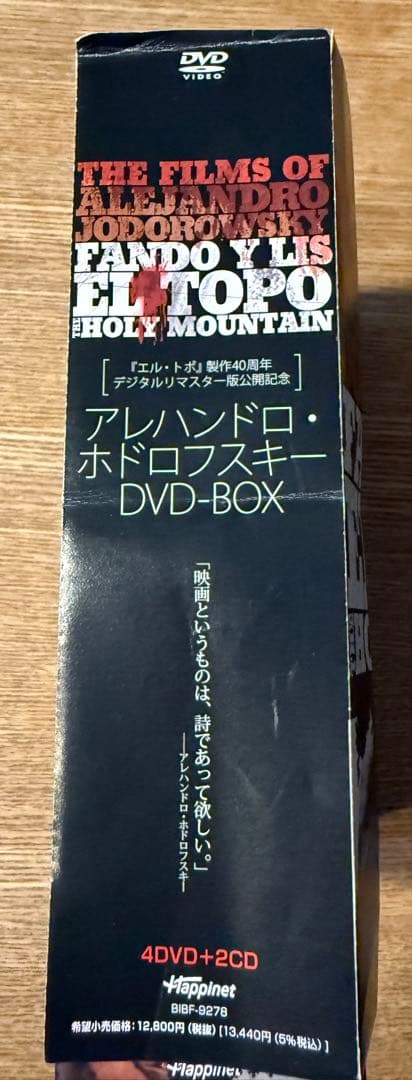 DVD
VIDEO
THE FILMS OF
ALEJANDRO
JODOROWSKY
FANDO Y LIS
EL TOPO
THE HOLY MOUNTAIN
『エル・トポ』製作40周年
デジタルリマスター版公開記念
アレハンドロ・
ホドロフスキー
DVD-BOX
「映画というものは、詩であって欲しい。」
──アレハンドロ・ホドロフスキー
4DVD+2CD
Happinet
BIBF-9278
希望小売価格:12,800円(税抜)[13,440円(5%税込)]
Happinet